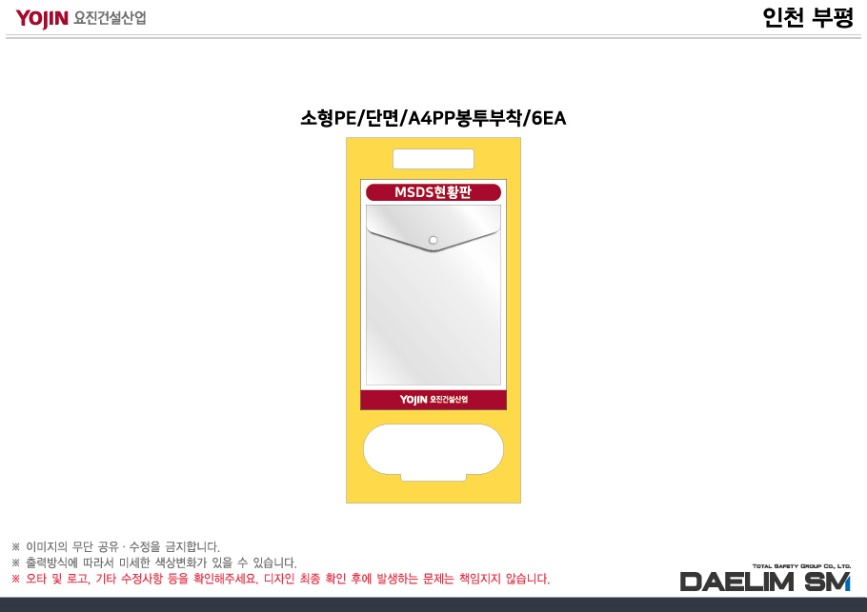 YOJIN 요진건설산업
인천 부평
소형PE/단면/A4PP봉투부착/6EA
MSDS현황판
YOJIN 요진건설산업
※ 이미지의 무단 공유 · 수정을 금지합니다.
※ 출력방식에 따라서 미세한 색상변화가 있을 수 있습니다.
※ 오타 및 로고, 기타 수정사항 등을 확인해주세요. 디자인 최종 확인 후에 발생하는 문제는 책임지지 않습니다.
TOTAL SAFETY GROUP CO., LTD.
DAELIM SM